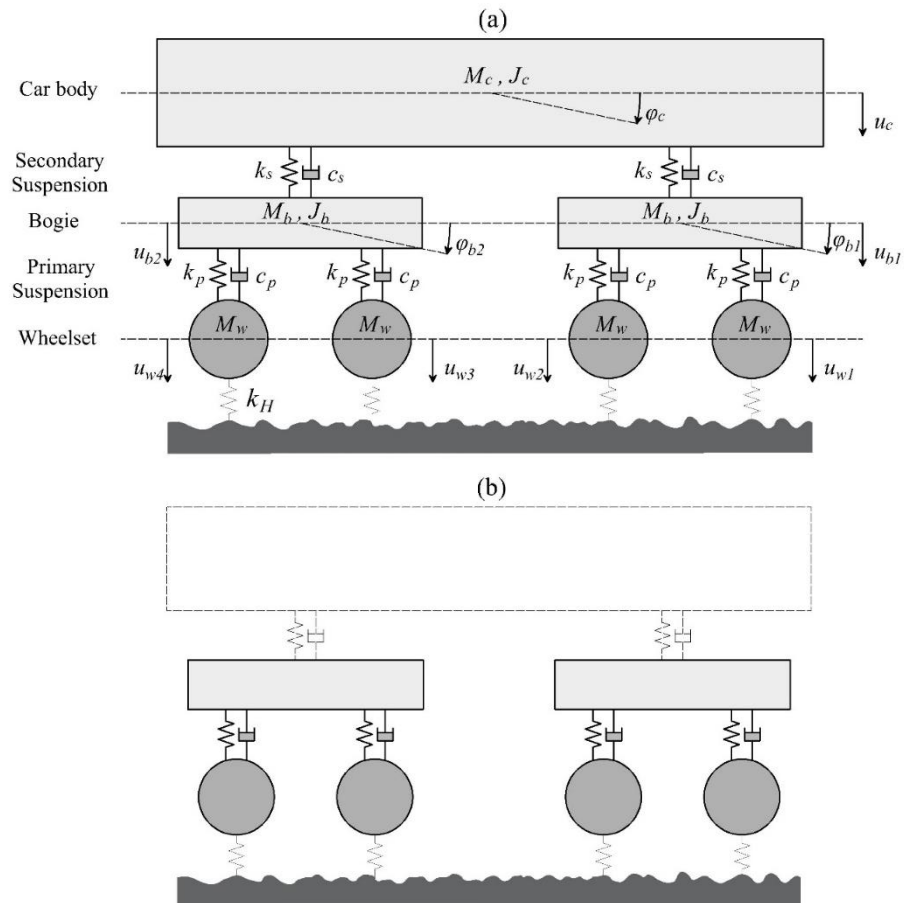 (a)
Car body
M_c , J_c
φ_c
u_c
Secondary
Suspension
k_s c_s k_s c_s
Bogie
M_b , J_b M_b , J_b
u_b2 φ_b2 φ_b1 u_b1
Primary
Suspension
k_p c_p k_p c_p k_p c_p k_p c_p
Wheelset
M_w M_w M_w M_w
u_w4 u_w3 u_w2 u_w1
k_H
(b)